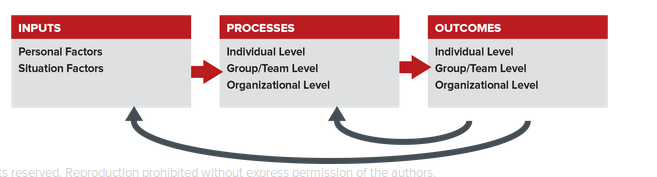 INPUTS
Personal Factors
Situation Factors
PROCESSES
Individual Level
Group/Team Level
Organizational Level
OUTCOMES
Individual Level
Group/Team Level
Organizational Level
reserved. Reproduction prohibited without express permission of the authors.